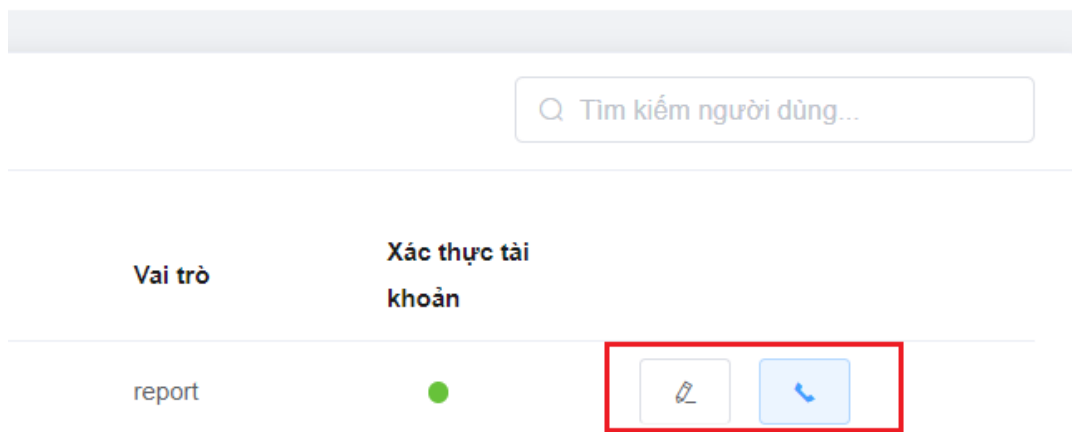 Tìm kiếm người dùng...
Vai trò
Xác thực tài
khoản
report